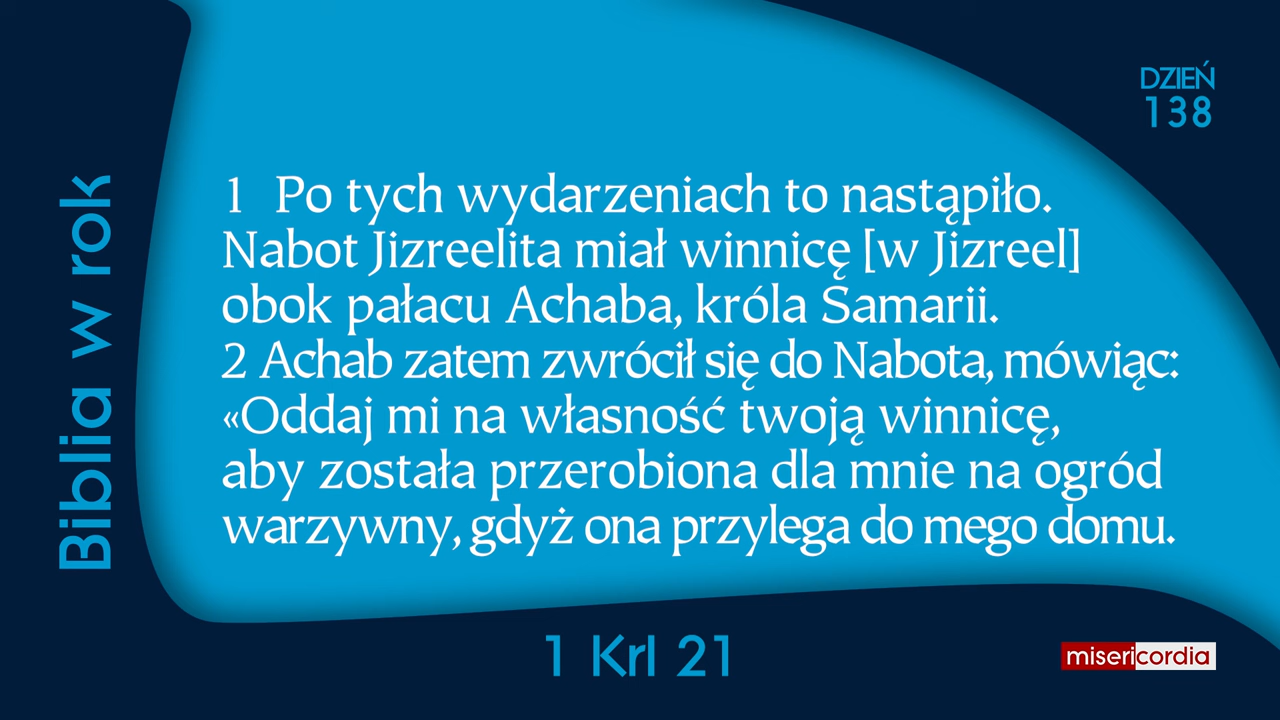 DZIEŃ
138
Biblia w rok
1 Po tych wydarzeniach to nastąpiło.
Nabot Jizreelita miał winnicę [w Jizreel]
obok pałacu Achaba, króla Samarii.
2 Achab zatem zwrócił się do Nabota, mówiąc:
«Oddaj mi na własność twoją winnicę,
aby została przerobiona dla mnie na ogród
warzywny, gdyż ona przylega do mego domu.
1 Krl 21
misericordia